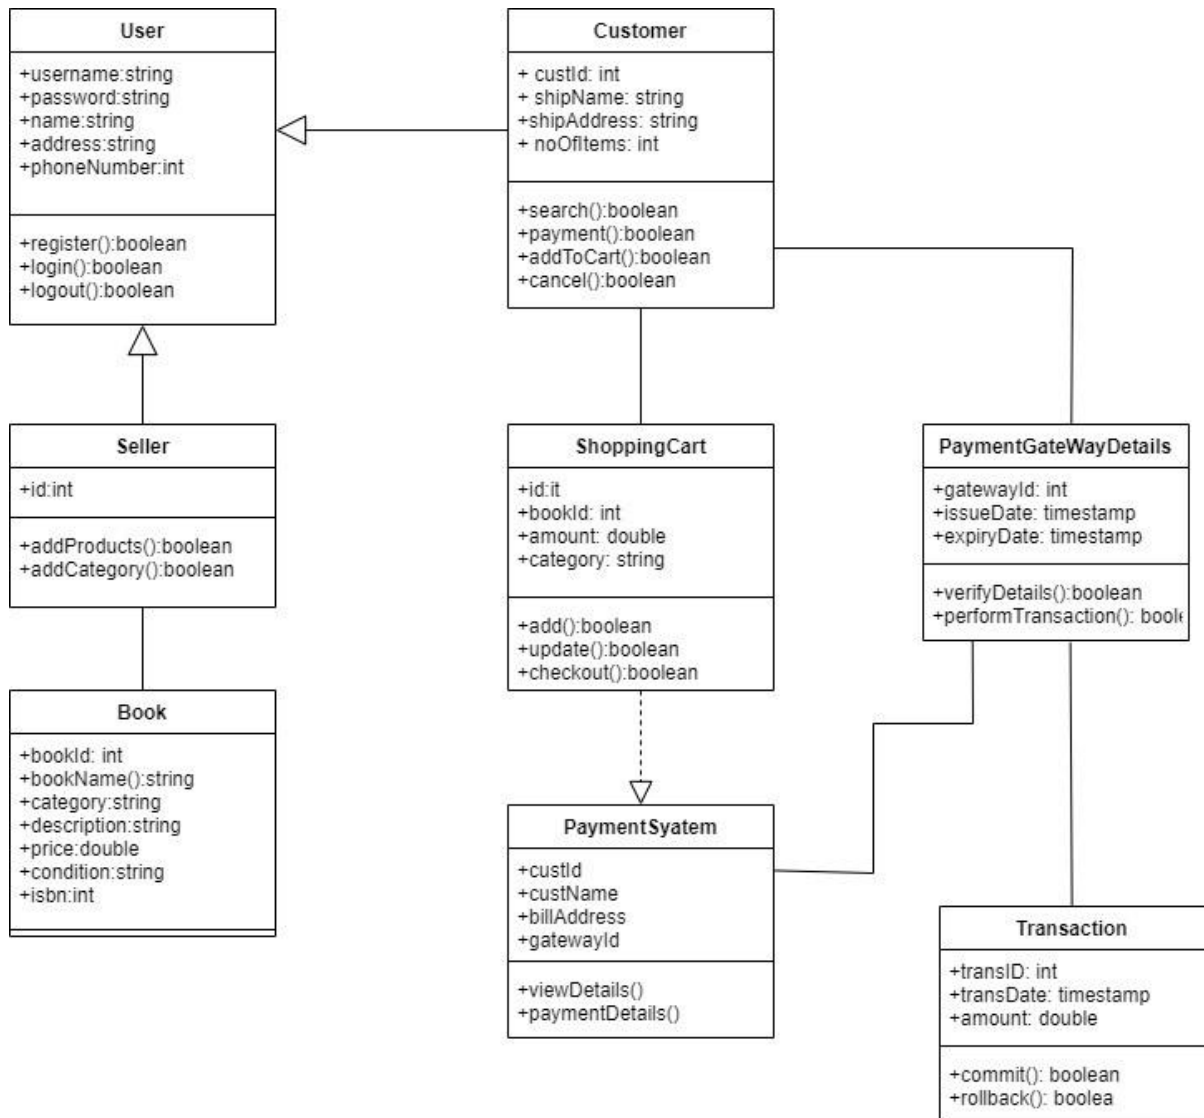 User
+username:string
+password:string
+name:string
+address:string
+phoneNumber:int
+register():boolean
+login():boolean
+logout():boolean
Customer
+ custId: int
+ shipName: string
+shipAddress: string
+ noOfItems: int
+search():boolean
+payment():boolean
+addToCart():boolean
+cancel():boolean
Seller
+id:int
+addProducts():boolean
+addCategory():boolean
ShoppingCart
+id:it
+bookId: int
+amount: double
+category: string
+add():boolean
+update():boolean
+checkout():boolean
PaymentGateWayDetails
+gatewayId: int
+issueDate: timestamp
+expiryDate: timestamp
+verifyDetails():boolean
+performTransaction(): boole
Book
+bookId: int
+bookName():string
+category:string
+description:string
+price:double
+condition:string
+isbn:int
PaymentSyatem
+custId
+custName
+billAddress
+gatewayId
+viewDetails()
+paymentDetails()
Transaction
+transID: int
+transDate: timestamp
+amount: double
+commit(): boolean
+rollback(): boolea